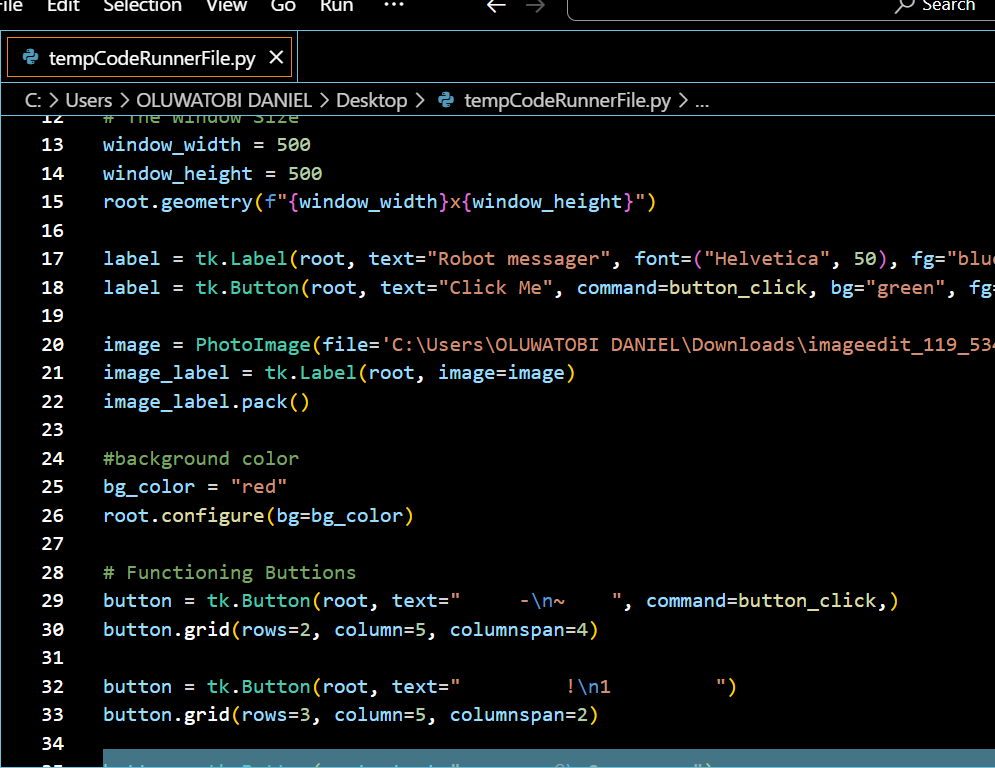 File Edit Selection View Go Run ··· ← → Search
tempCodeRunnerFile.py ×
C: > Users > OLUWATOBI DANIEL > Desktop > tempCodeRunnerFile.py > ...
12 # The Window Size
13 window_width = 500
14 window_height = 500
15 root.geometry(f"{window_width}x{window_height}")
16
17 label = tk.Label(root, text="Robot messager", font=("Helvetica", 50), fg="blu
18 label = tk.Button(root, text="Click Me", command=button_click, bg="green", fg=
19
20 image = PhotoImage(file='C:\Users\OLUWATOBI DANIEL\Downloads\imageedit_119_534
21 image_label = tk.Label(root, image=image)
22 image_label.pack()
23
24 #background color
25 bg_color = "red"
26 root.configure(bg=bg_color)
27
28 # Functioning Buttions
29 button = tk.Button(root, text="     -\n~    ", command=button_click,)
30 button.grid(rows=2, column=5, columnspan=4)
31
32 button = tk.Button(root, text="         !\n1         ")
33 button.grid(rows=3, column=5, columnspan=2)
34